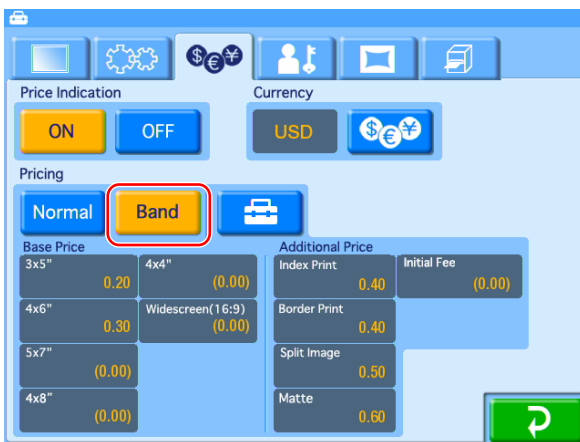 $€¥
Price Indication
Currency
ON
OFF
USD
$€¥
Pricing
Normal
Band
Base Price
Additional Price
3x5"
0.20
4x4"
(0.00)
Index Print
0.40
Initial Fee
(0.00)
4x6"
0.30
Widescreen(16:9)
(0.00)
Border Print
0.40
5x7"
(0.00)
Split Image
0.50
4x8"
(0.00)
Matte
0.60